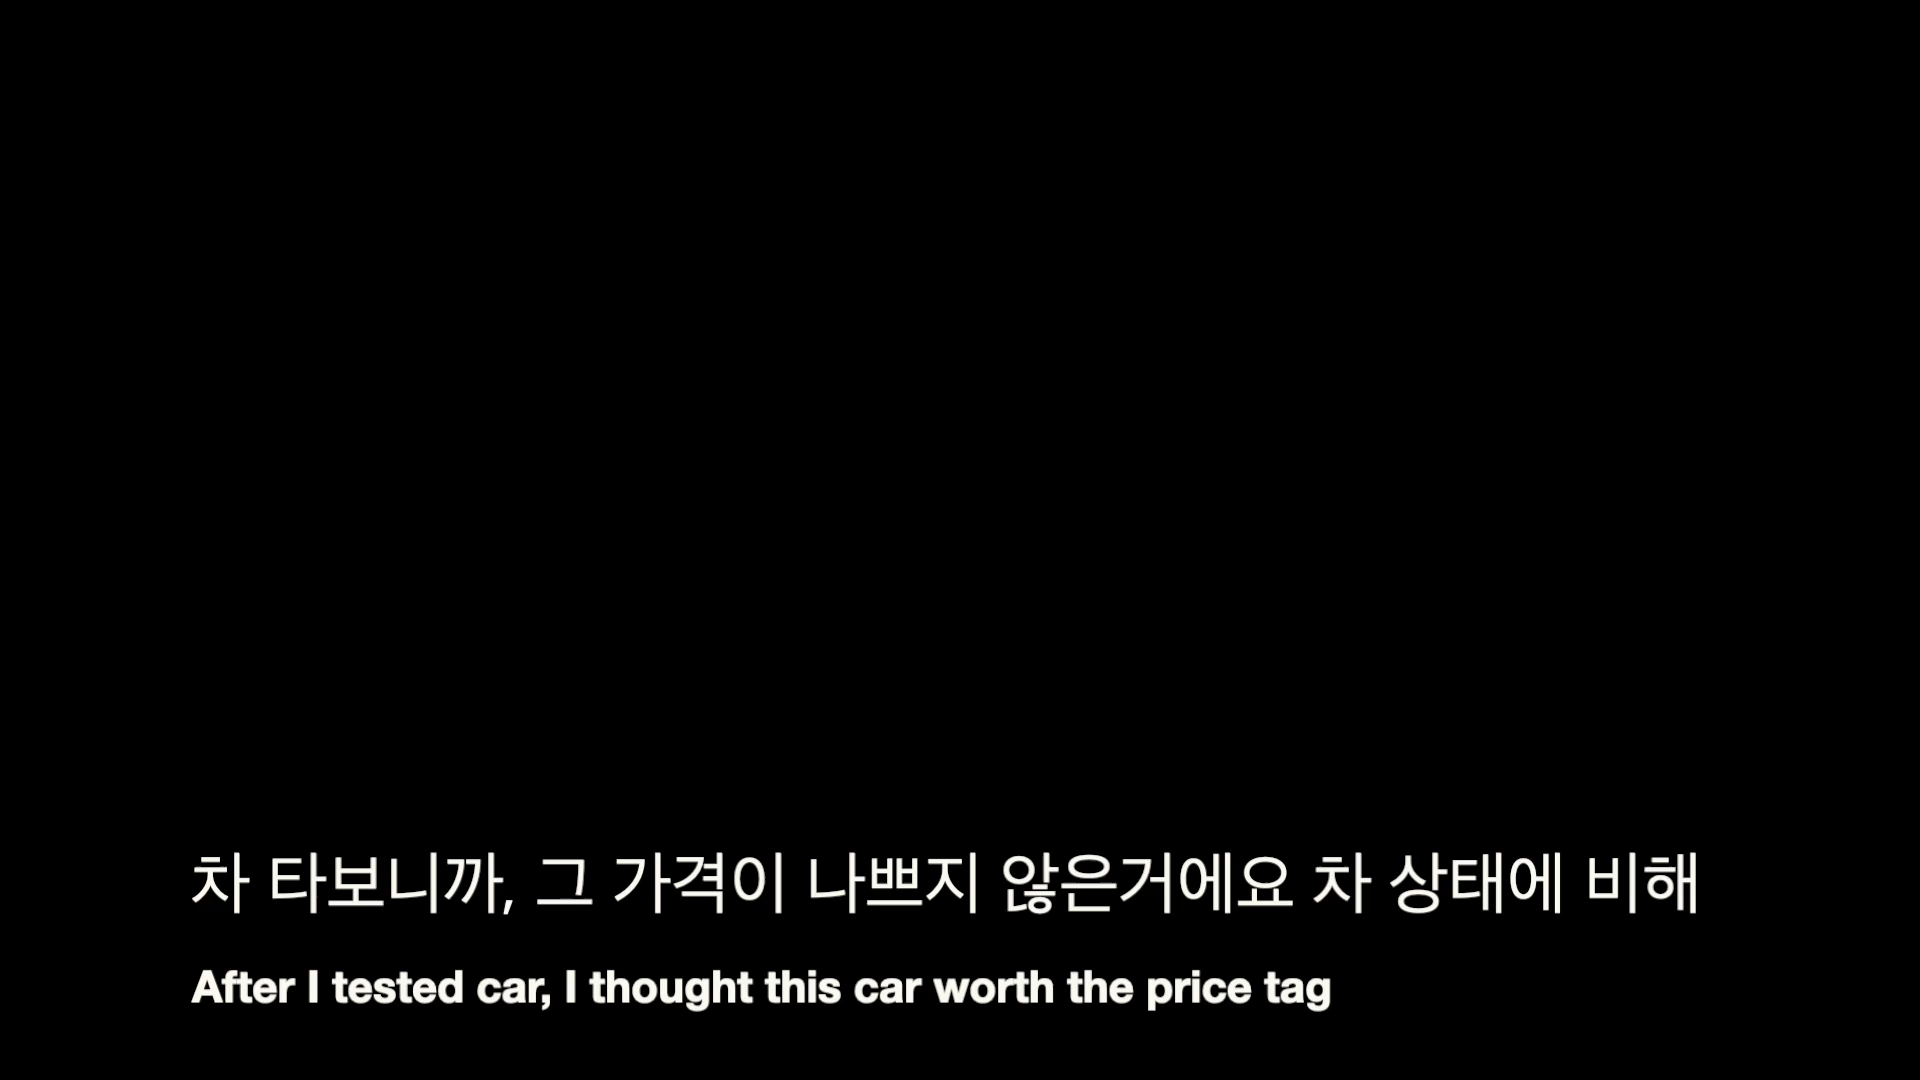 차 타보니까, 그 가격이 나쁘지 않은거에요 차 상태에 비해
After I tested car, I thought this car worth the price tag